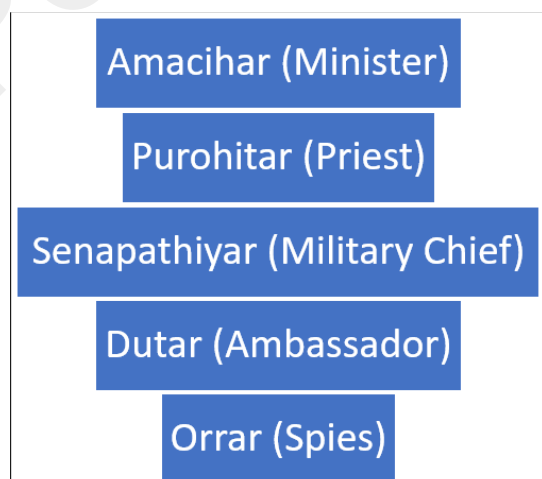 Amacihar (Minister)
Purohitar (Priest)
Senapathiyar (Military Chief)
Dutar (Ambassador)
Orrar (Spies)